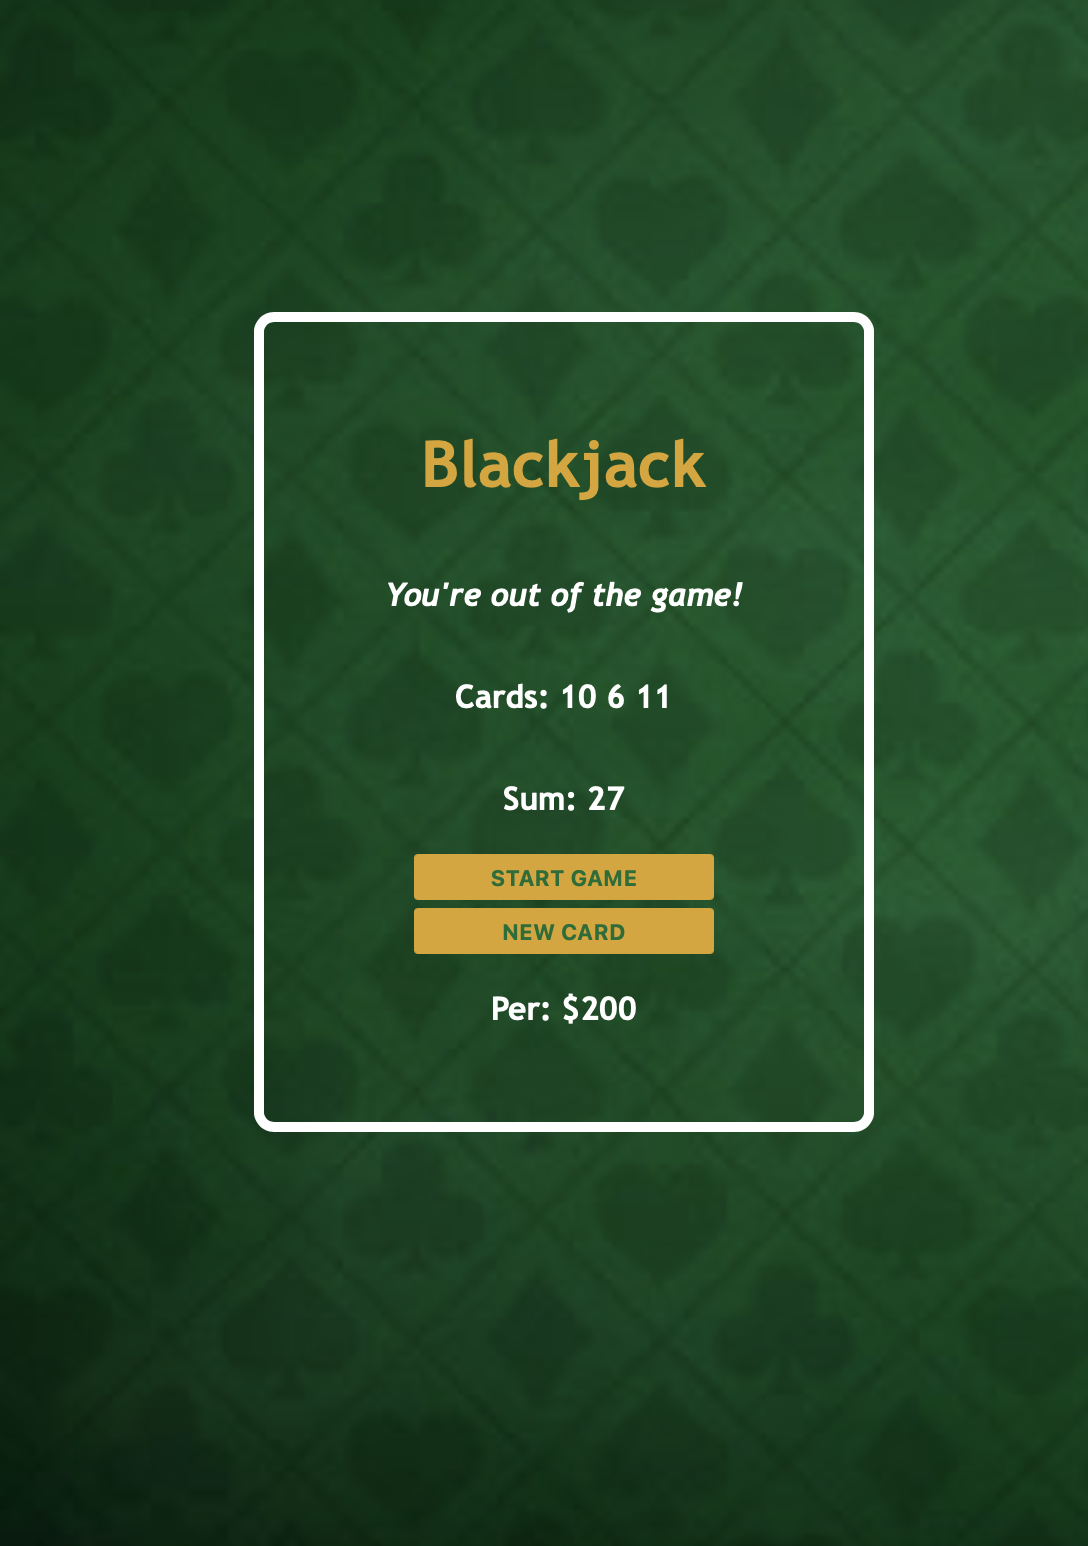 Blackjack
You're out of the game!
Cards: 10 6 11
Sum: 27
START GAME
NEW CARD
Per: $200